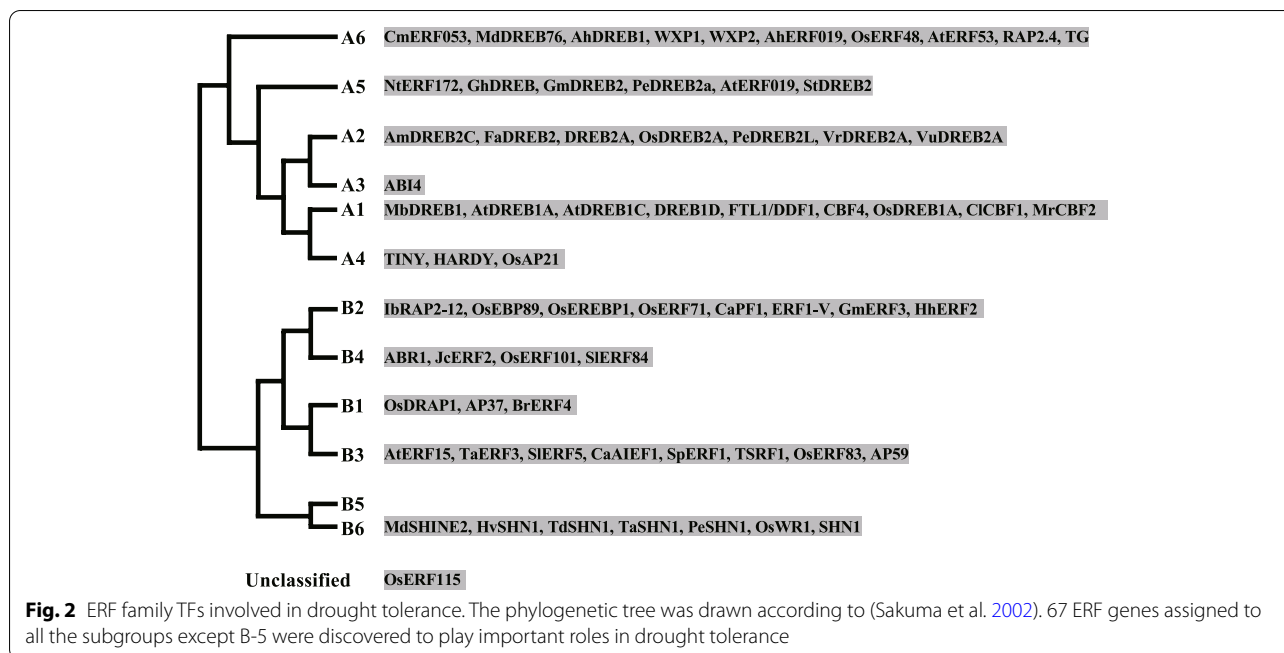 A6 CmERF053, MdDREB76, AhDREB1, WXP1, WXP2, AhERF019, OsERF48, AtERF53, RAP2.4, TG
A5 NtERF172, GhDREB, GmDREB2, PeDREB2a, AtERF019, StDREB2
A2 AmDREB2C, FaDREB2, DREB2A, OsDREB2A, PeDREB2L, VrDREB2A, VuDREB2A
A3 ABI4
A1 MbDREB1, AtDREB1A, AtDREB1C, DREB1D, FTL1/DDF1, CBF4, OsDREB1A, ClCBF1, MrCBF2
A4 TINY, HARDY, OsAP21
B2 IbRAP2-12, OsEBP89, OsEREBP1, OsERF71, CaPF1, ERF1-V, GmERF3, HhERF2
B4 ABR1, JcERF2, OsERF101, SlERF84
B1 OsDRAP1, AP37, BrERF4
B3 AtERF15, TaERF3, SlERF5, CaAIEF1, SpERF1, TSRF1, OsERF83, AP59
B5
B6 MdSHINE2, HvSHN1, TdSHN1, TaSHN1, PeSHN1, OsWR1, SHN1
Unclassified OsERF115
Fig. 2 ERF family TFs involved in drought tolerance. The phylogenetic tree was drawn according to (Sakuma et al. 2002). 67 ERF genes assigned to
all the subgroups except B-5 were discovered to play important roles in drought tolerance